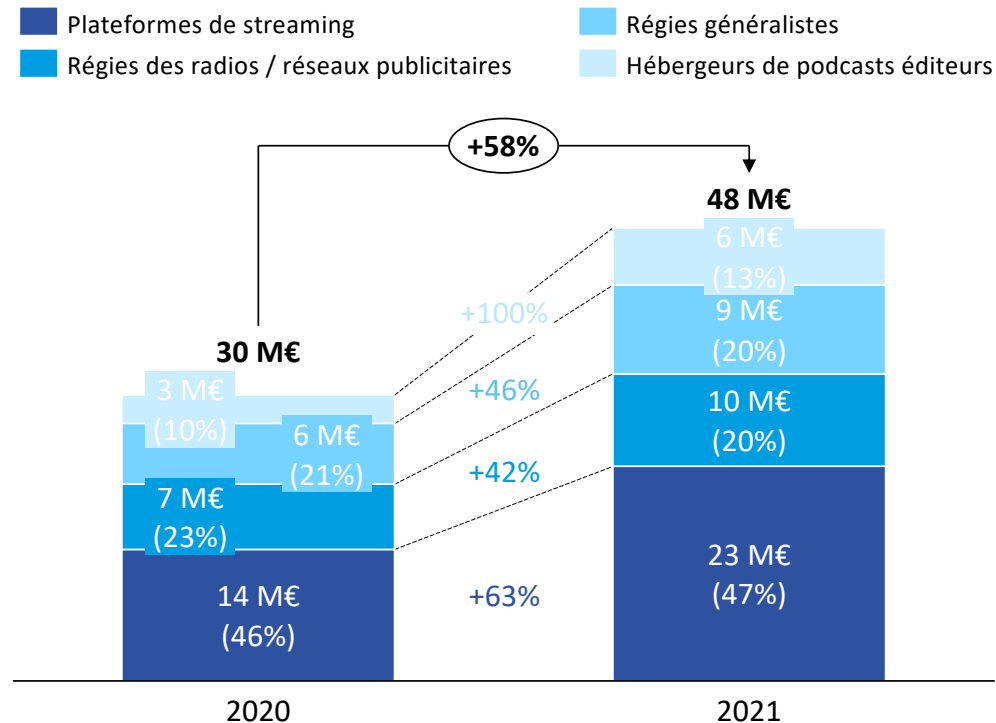 Plateformes de streaming
Régies généralistes
Régies des radios / réseaux publicitaires
Hébergeurs de podcasts éditeurs
+58%
48 M€
6 M€
(13%)
+100%
9 M€
(20%)
30 M€
3 M€
(10%)
+46%
10 M€
(20%)
6 M€
(21%)
+42%
7 M€
(23%)
23 M€
(47%)
14 M€
(46%)
+63%
2020
2021